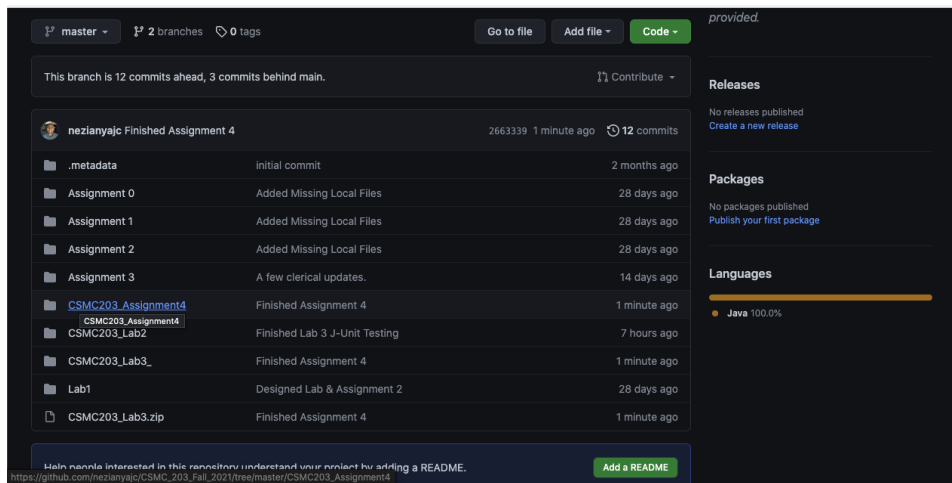 provided.
master
2 branches
0 tags
Go to file
Add file
Code
This branch is 12 commits ahead, 3 commits behind main.
Contribute
nezianyajc Finished Assignment 4
2663339 1 minute ago
12 commits
.metadata
initial commit
2 months ago
Assignment 0
Added Missing Local Files
28 days ago
Assignment 1
Added Missing Local Files
28 days ago
Assignment 2
Added Missing Local Files
28 days ago
Assignment 3
A few clerical updates.
14 days ago
CSMC203_Assignment4
Finished Assignment 4
1 minute ago
CSMC203_Assignment4
CSMC203_Lab2
Finished Lab 3 J-Unit Testing
7 hours ago
CSMC203_Lab3_
Finished Assignment 4
1 minute ago
Lab1
Designed Lab & Assignment 2
28 days ago
CSMC203_Lab3.zip
Finished Assignment 4
1 minute ago
Help people interested in this repository understand your project by adding a README.
Add a README
https://github.com/nezianyajc/CSMC_203_Fall_2021/tree/master/CSMC203_Assignment4
Releases
No releases published
Create a new release
Packages
No packages published
Publish your first package
Languages
Java 100.0%